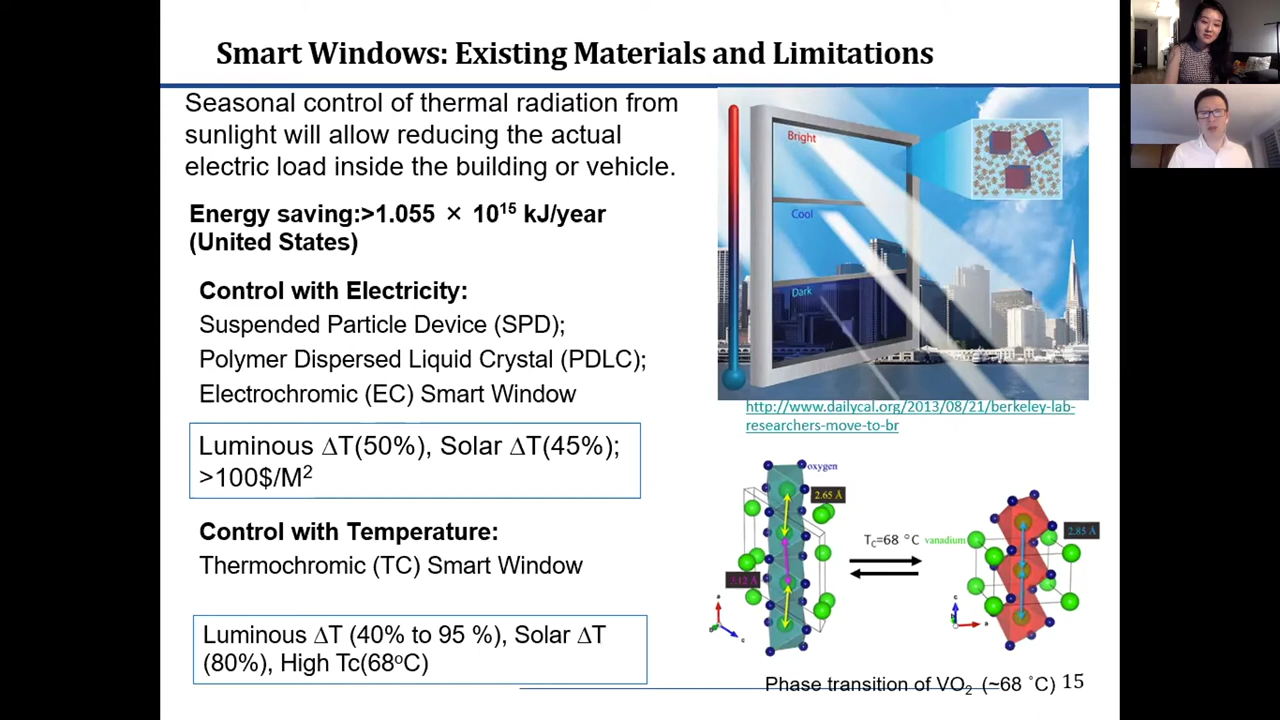 Smart Windows: Existing Materials and Limitations
Seasonal control of thermal radiation from
sunlight will allow reducing the actual
electric load inside the building or vehicle.
Energy saving:>1.055 × 10¹⁵ kJ/year
(United States)
Control with Electricity:
Suspended Particle Device (SPD);
Polymer Dispersed Liquid Crystal (PDLC);
Electrochromic (EC) Smart Window
Luminous ΔT(50%), Solar ΔT(45%);
>100$/M²
Control with Temperature:
Thermochromic (TC) Smart Window
Luminous ΔT (40% to 95 %), Solar ΔT
(80%), High Tc(68ºC)
Bright
Cool
Dark
http://www.dailycal.org/2013/08/21/berkeley-lab-
researchers-move-to-br
oxygen
2.65 Å
3.12 Å
T_C=68 °C
vanadium
2.85 Å
a
b
c
c
b
a
Phase transition of VO₂ (~68 ˚C)
15